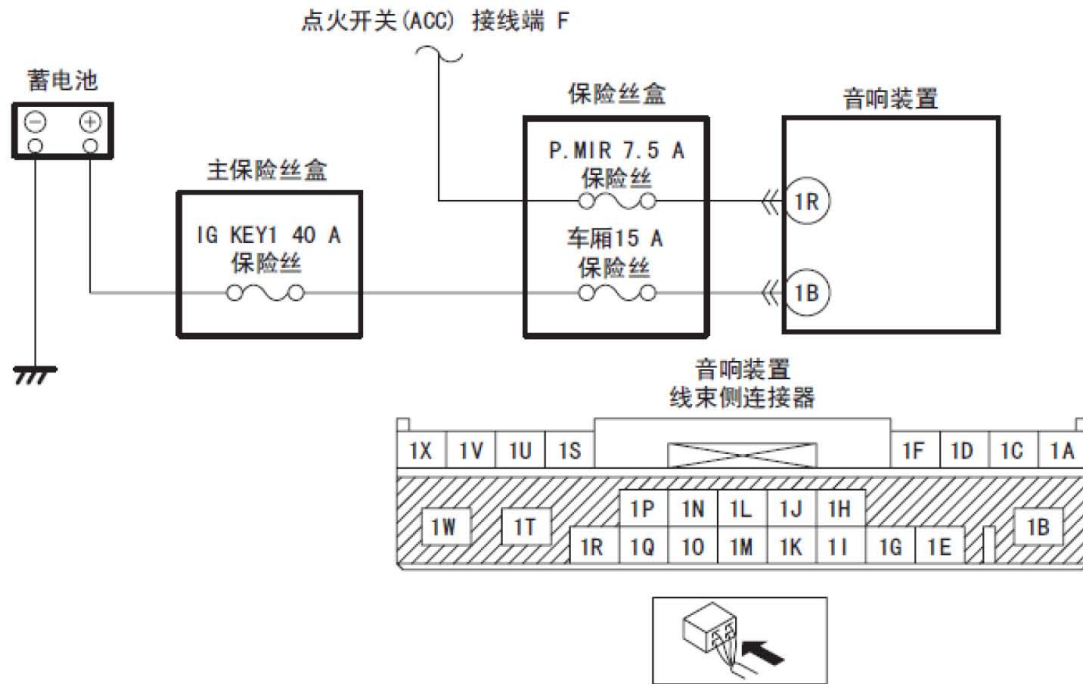 点火开关(ACC) 接线端 F
蓄电池
⊖ ⊕
主保险丝盒
IG KEY1 40 A
保险丝
保险丝盒
P.MIR 7.5 A
保险丝
车厢15 A
保险丝
音响装置
1R
1B
音响装置
线束侧连接器
1X 1V 1U 1S 1F 1D 1C 1A
1P 1N 1L 1J 1H
1W 1T 1B
1R 1Q 1O 1M 1K 1I 1G 1E